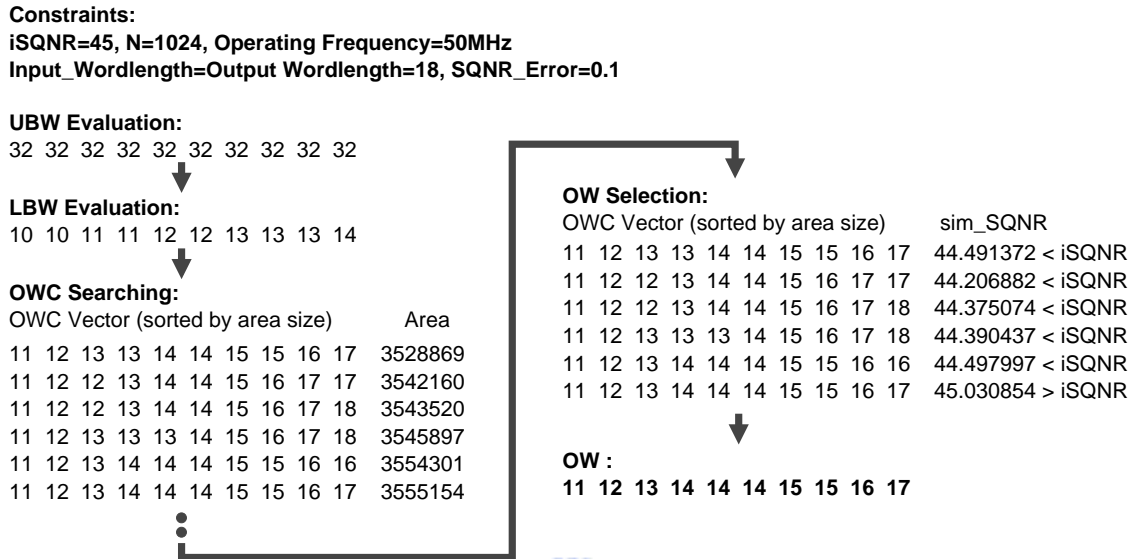 Constraints:
iSQNR=45, N=1024, Operating Frequency=50MHz
Input_Wordlength=Output Wordlength=18, SQNR_Error=0.1
UBW Evaluation:
32 32 32 32 32 32 32 32 32 32
LBW Evaluation:
10 10 11 11 12 12 13 13 13 14
OWC Searching:
OWC Vector (sorted by area size) Area
11 12 13 13 14 14 15 15 16 17 3528869
11 12 12 13 14 14 15 16 17 17 3542160
11 12 12 13 14 14 15 16 17 18 3543520
11 12 13 13 13 14 15 16 17 18 3545897
11 12 13 14 14 14 15 15 16 16 3554301
11 12 13 14 14 14 15 15 16 17 3555154
OW Selection:
OWC Vector (sorted by area size) sim_SQNR
11 12 13 13 14 14 15 15 16 17 44.491372 < iSQNR
11 12 12 13 14 14 15 16 17 17 44.206882 < iSQNR
11 12 12 13 14 14 15 16 17 18 44.375074 < iSQNR
11 12 13 13 13 14 15 16 17 18 44.390437 < iSQNR
11 12 13 14 14 14 15 15 16 16 44.497997 < iSQNR
11 12 13 14 14 14 15 15 16 17 45.030854 > iSQNR
OW :
11 12 13 14 14 14 15 15 16 17